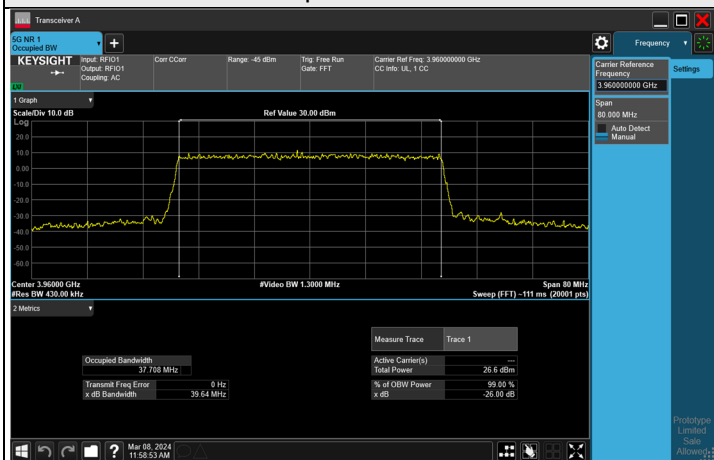 Transceiver A
5G NR 1
Occupied BW
Frequency
KEYSIGHT
Input: RFIO1
Output: RFIO1
Coupling: AC
Corr CCorr
Range: -45 dBm
Trig: Free Run
Gate: FFT
Carrier Ref Freq: 3.960000000 GHz
CC Info: UL, 1 CC
LU
Carrier Reference
Frequency
3.960000000 GHz
Settings
Span
80.000 MHz
Auto Detect
Manual
1 Graph
Scale/Div 10.0 dB
Ref Value 30.00 dBm
Log
20.0
10.0
0.00
-10.0
-20.0
-30.0
-40.0
-50.0
-60.0
Center 3.96000 GHz
#Video BW 1.3000 MHz
Span 80 MHz
#Res BW 430.00 kHz
Sweep (FFT) ~111 ms (20001 pts)
2 Metrics
Measure Trace
Trace 1
Occupied Bandwidth
37.708 MHz
Active Carrier(s)
---
Total Power
26.6 dBm
Transmit Freq Error
0 Hz
% of OBW Power
99.00 %
x dB Bandwidth
39.64 MHz
x dB
-26.00 dB
Mar 08, 2024
11:58:53 AM
Prototype
Limited
Sale
Allowed